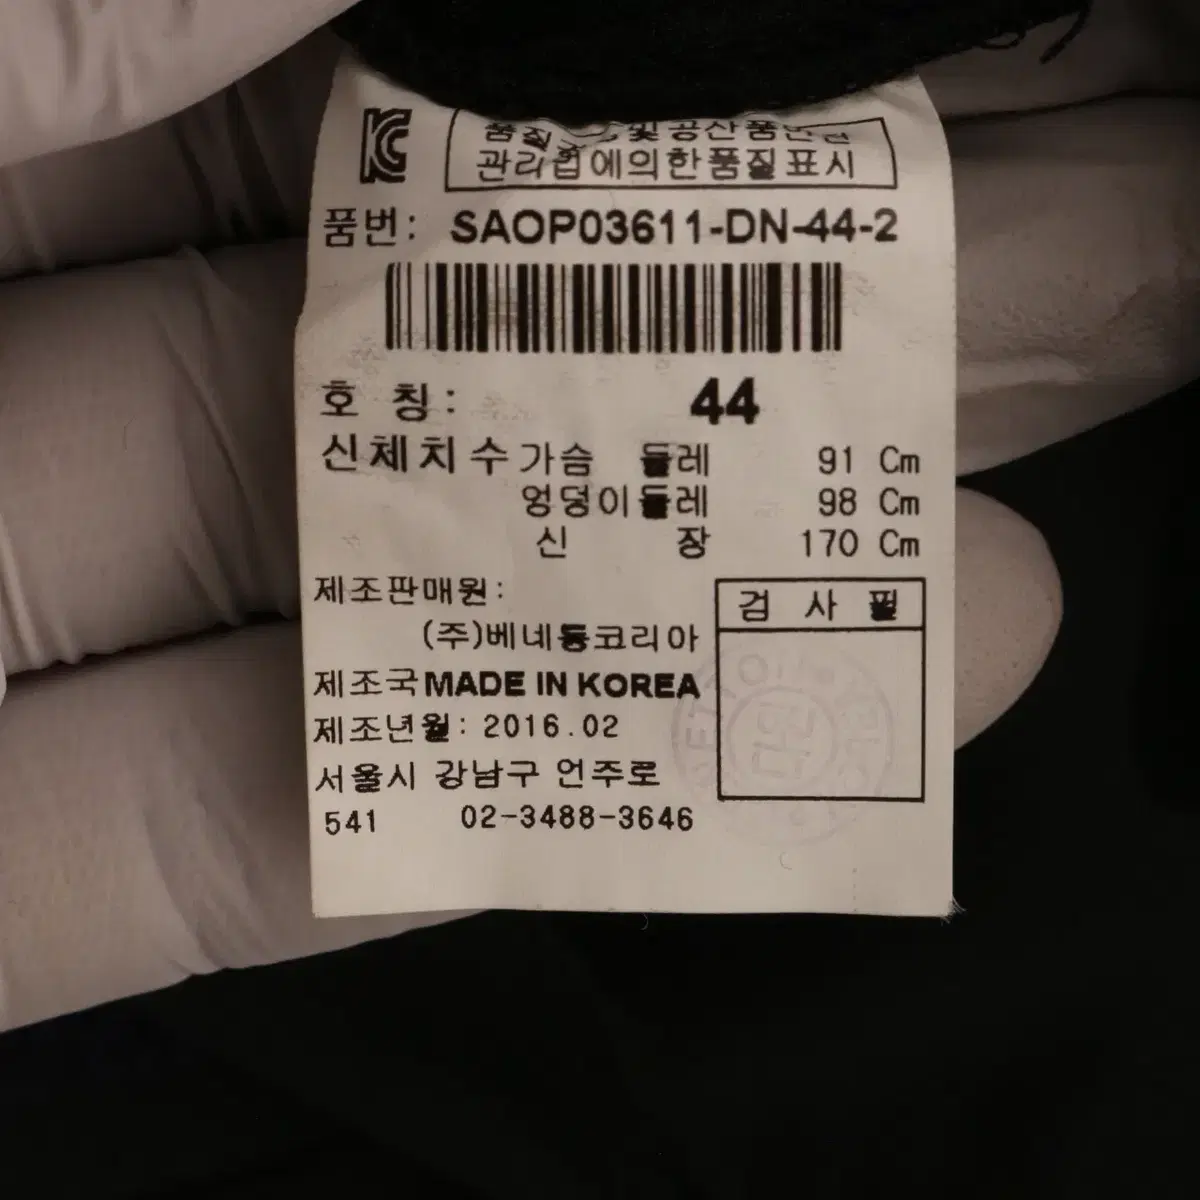 관리법에의한품질표시
품번: SAOP03611-DN-44-2
호 칭: 44
신체치수 가슴 둘레 91 Cm
엉덩이둘레 98 Cm
신 장 170 Cm
제조판매원:
(주)베네통코리아
제조국 MADE IN KOREA
제조년월: 2016.02
서울시 강남구 언주로
541 02-3488-3646
검 사 필